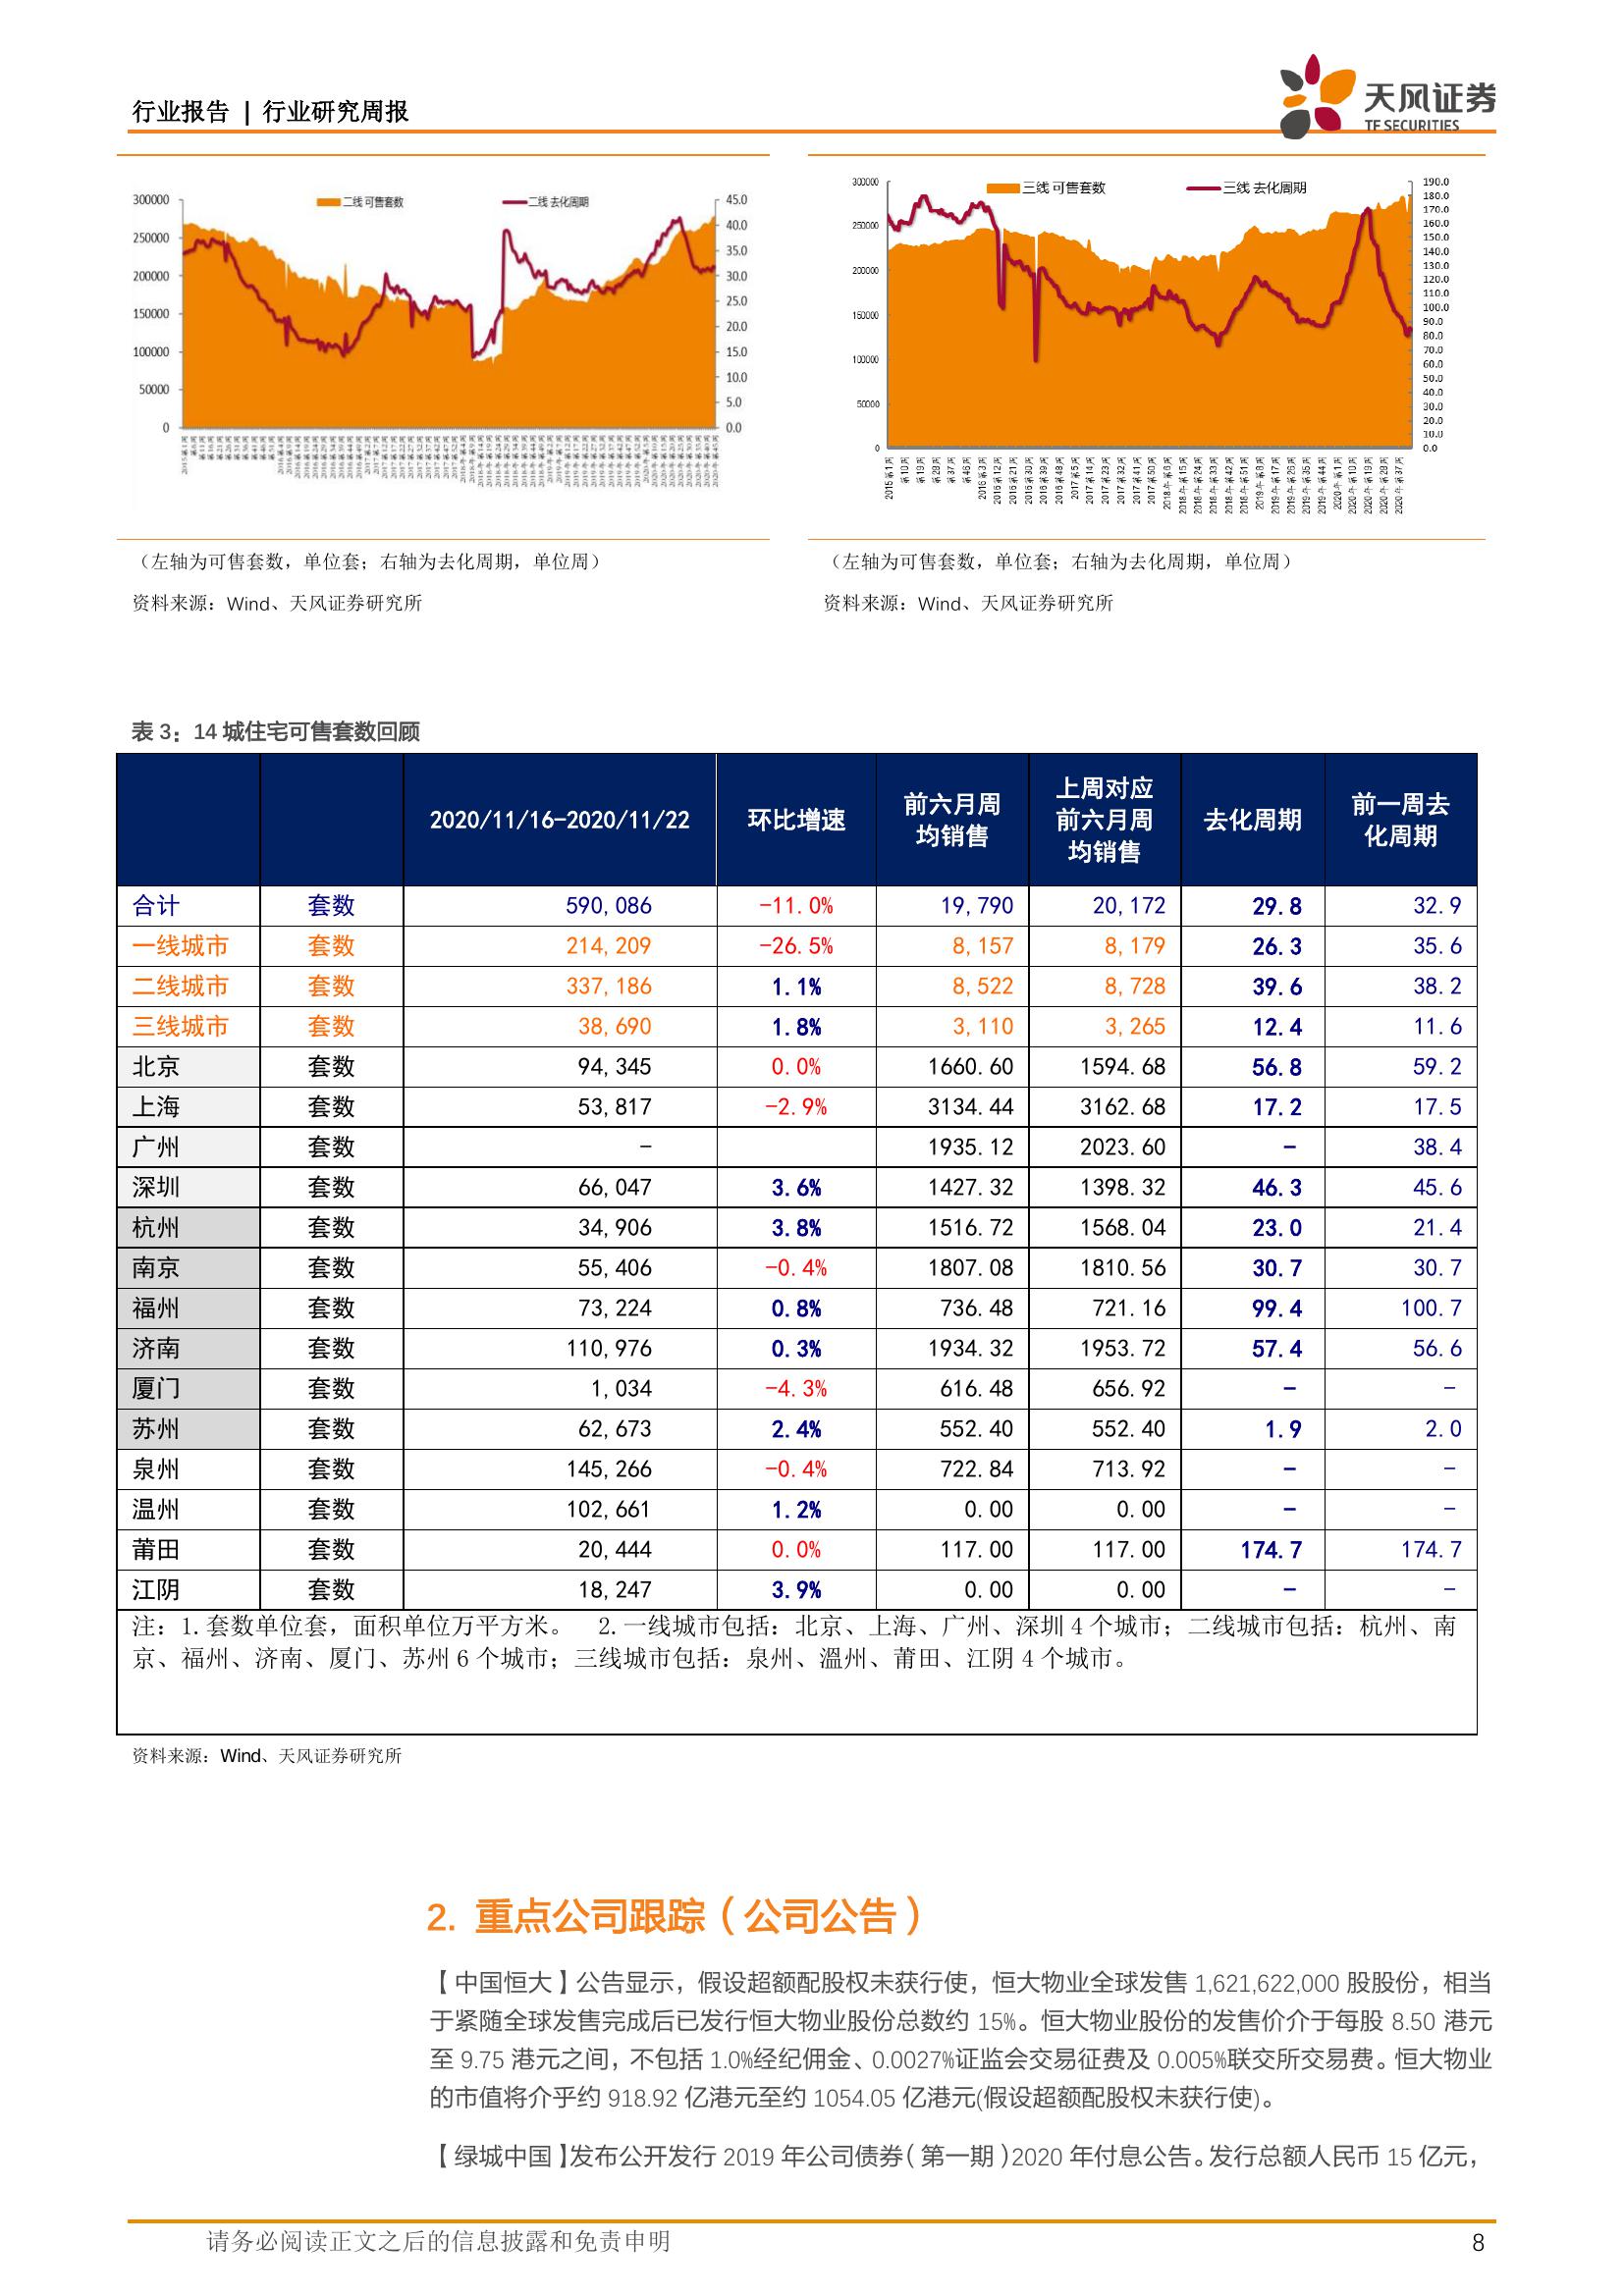 行业报告 | 行业研究周报
天风证券
TF SECURITIES
二线 可售套数
二线 去化周期
300000
250000
200000
150000
100000
50000
0
45.0
40.0
35.0
30.0
25.0
20.0
15.0
10.0
5.0
0.0
三线 可售套数
三线 去化周期
300000
250000
200000
150000
100000
50000
0
190.0
180.0
170.0
160.0
150.0
140.0
130.0
120.0
110.0
100.0
90.0
80.0
70.0
60.0
50.0
40.0
30.0
20.0
10.0
0.0
（左轴为可售套数，单位套；右轴为去化周期，单位周）
资料来源：Wind、天风证券研究所
（左轴为可售套数，单位套；右轴为去化周期，单位周）
资料来源：Wind、天风证券研究所
表 3：14 城住宅可售套数回顾
2020/11/16-2020/11/22 环比增速 前六月周均销售 上周对应前六月周均销售 去化周期 前一周去化周期
合计 套数 590,086 -11.0% 19,790 20,172 29.8 32.9
一线城市 套数 214,209 -26.5% 8,157 8,179 26.3 35.6
二线城市 套数 337,186 1.1% 8,522 8,728 39.6 38.2
三线城市 套数 38,690 1.8% 3,110 3,265 12.4 11.6
北京 套数 94,345 0.0% 1660.60 1594.68 56.8 59.2
上海 套数 53,817 -2.9% 3134.44 3162.68 17.2 17.5
广州 套数 - 1935.12 2023.60 - 38.4
深圳 套数 66,047 3.6% 1427.32 1398.32 46.3 45.6
杭州 套数 34,906 3.8% 1516.72 1568.04 23.0 21.4
南京 套数 55,406 -0.4% 1807.08 1810.56 30.7 30.7
福州 套数 73,224 0.8% 736.48 721.16 99.4 100.7
济南 套数 110,976 0.3% 1934.32 1953.72 57.4 56.6
厦门 套数 1,034 -4.3% 616.48 656.92 - -
苏州 套数 62,673 2.4% 552.40 552.40 1.9 2.0
泉州 套数 145,266 -0.4% 722.84 713.92 - -
温州 套数 102,661 1.2% 0.00 0.00 - -
莆田 套数 20,444 0.0% 117.00 117.00 174.7 174.7
江阴 套数 18,247 3.9% 0.00 0.00 - -
注：1.套数单位套，面积单位万平方米。 2.一线城市包括：北京、上海、广州、深圳 4 个城市；二线城市包括：杭州、南
京、福州、济南、厦门、苏州 6 个城市；三线城市包括：泉州、温州、莆田、江阴 4 个城市。
资料来源：Wind、天风证券研究所
2. 重点公司跟踪（公司公告）
【中国恒大】公告显示，假设超额配股权未获行使，恒大物业全球发售 1,621,622,000 股股份，相当
于紧随全球发售完成后已发行恒大物业股份总数约 15%。恒大物业股份的发售价介于每股 8.50 港元
至 9.75 港元之间，不包括 1.0%经纪佣金、0.0027%证监会交易征费及 0.005%联交所交易费。恒大物业
的市值将介乎约 918.92 亿港元至约 1054.05 亿港元(假设超额配股权未获行使)。
【绿城中国】发布公开发行 2019 年公司债券（第一期）2020 年付息公告。发行总额人民币 15 亿元，
请务必阅读正文之后的信息披露和免责申明
8